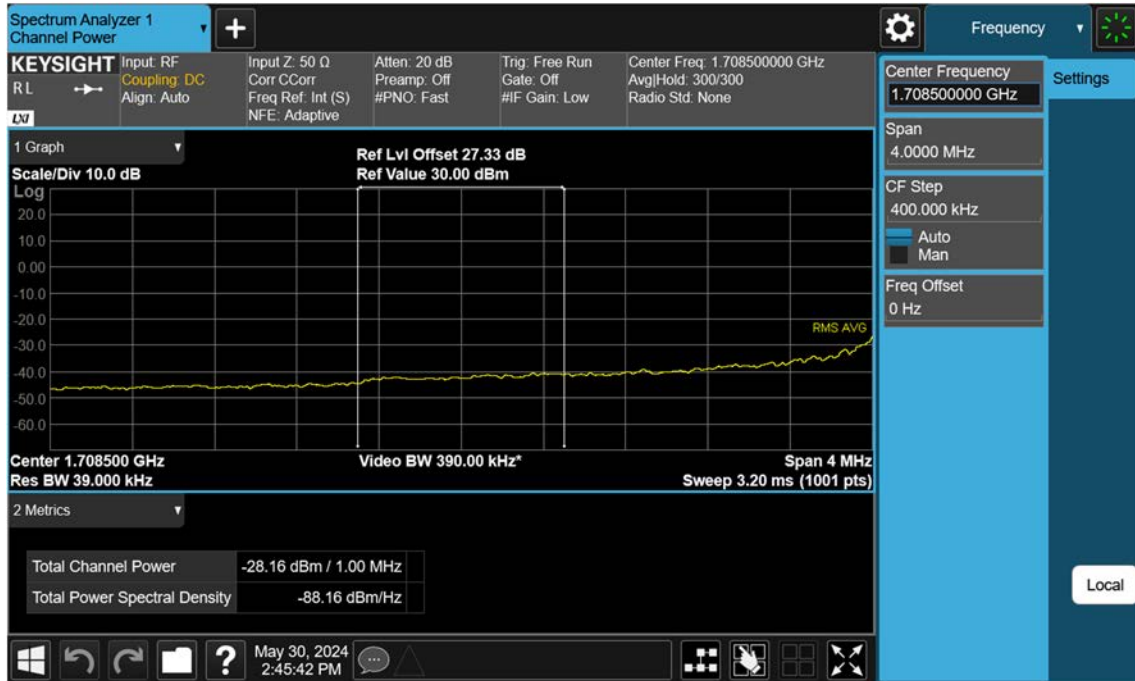 Spectrum Analyzer 1
Channel Power
Frequency
KEYSIGHT
R L
LXI
Input: RF
Coupling: DC
Align: Auto
Input Z: 50 Ω
Corr CCorr
Freq Ref: Int (S)
NFE: Adaptive
Atten: 20 dB
Preamp: Off
#PNO: Fast
Trig: Free Run
Gate: Off
#IF Gain: Low
Center Freq: 1.708500000 GHz
Avg|Hold: 300/300
Radio Std: None
1 Graph
Scale/Div 10.0 dB
Ref Lvl Offset 27.33 dB
Ref Value 30.00 dBm
Log
20.0
10.0
0.00
-10.0
-20.0
-30.0
-40.0
-50.0
-60.0
RMS AVG
Center 1.708500 GHz
Video BW 390.00 kHz*
Span 4 MHz
Res BW 39.000 kHz
Sweep 3.20 ms (1001 pts)
2 Metrics
Total Channel Power -28.16 dBm / 1.00 MHz
Total Power Spectral Density -88.16 dBm/Hz
May 30, 2024
2:45:42 PM
Center Frequency
1.708500000 GHz
Settings
Span
4.0000 MHz
CF Step
400.000 kHz
Auto
Man
Freq Offset
0 Hz
Local